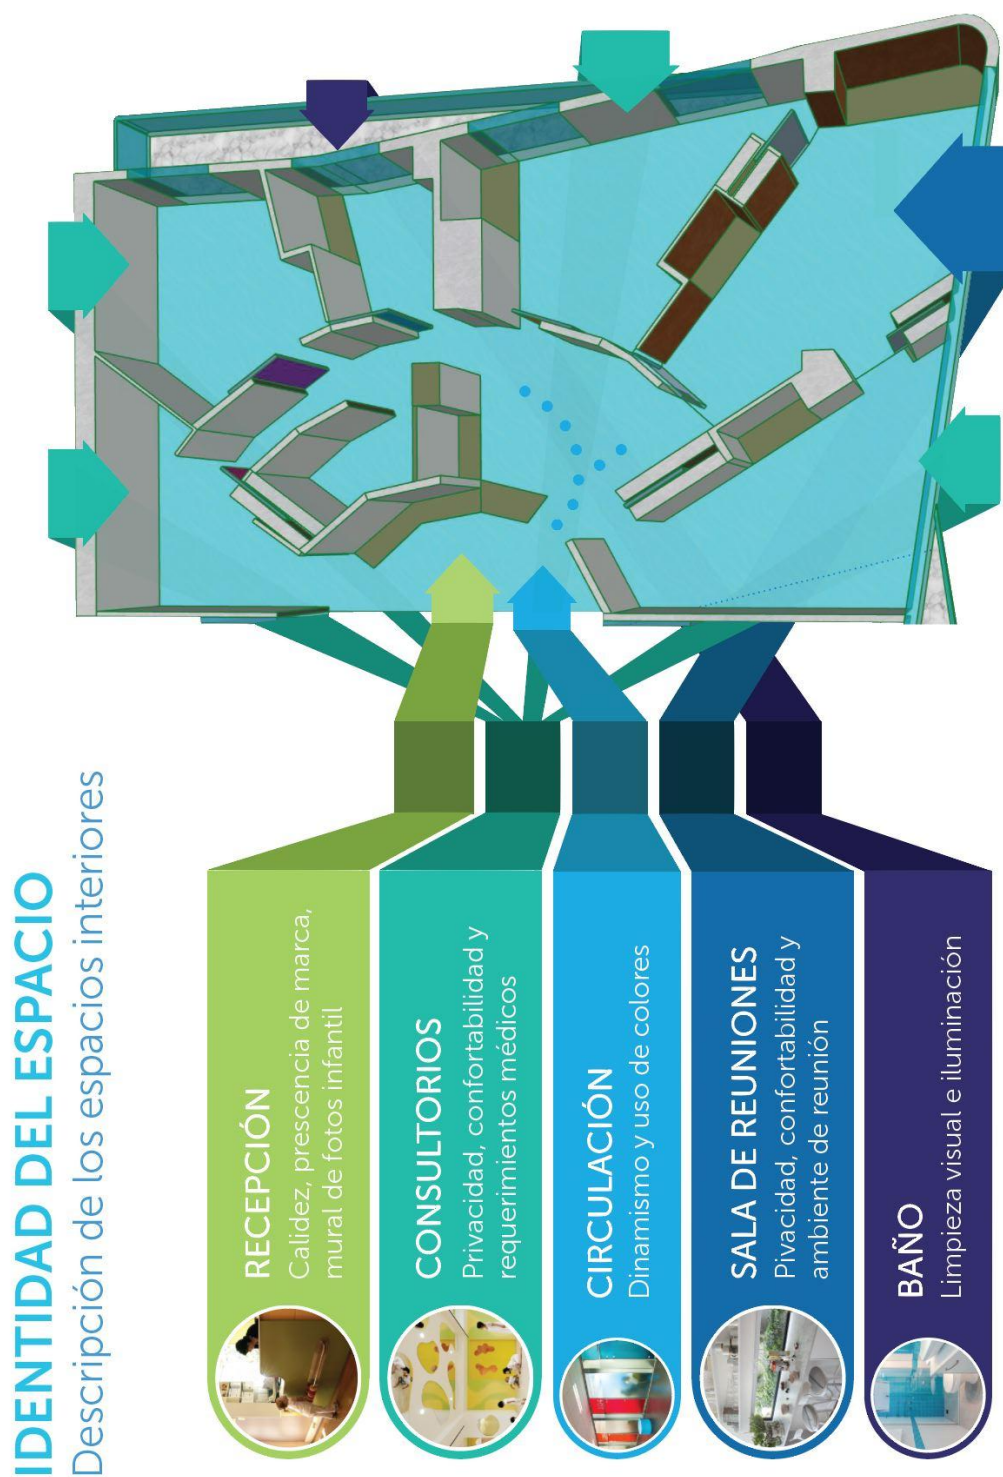 IDENTIDAD DEL ESPACIO
Descripción de los espacios interiores
RECEPCIÓN
Calidez, prescencia de marca,
mural de fotos infantil
CONSULTORIOS
Privacidad, confortabilidad y
requerimientos médicos
CIRCULACIÓN
Dinamismo y uso de colores
SALA DE REUNIONES
Pivacidad, confortabilidad y
ambiente de reunión
BAÑO
Limpieza visual e iluminación